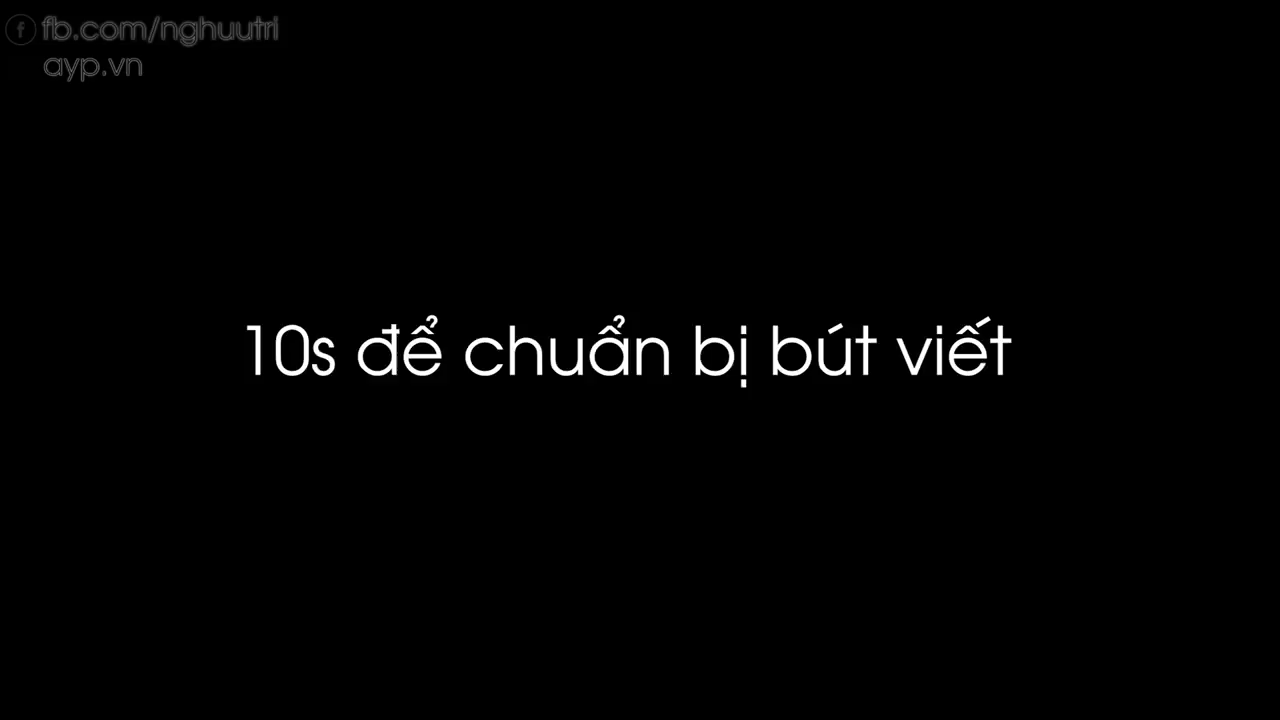 fb.com/nghuutri
ayp.vn
10s để chuẩn bị bút viết